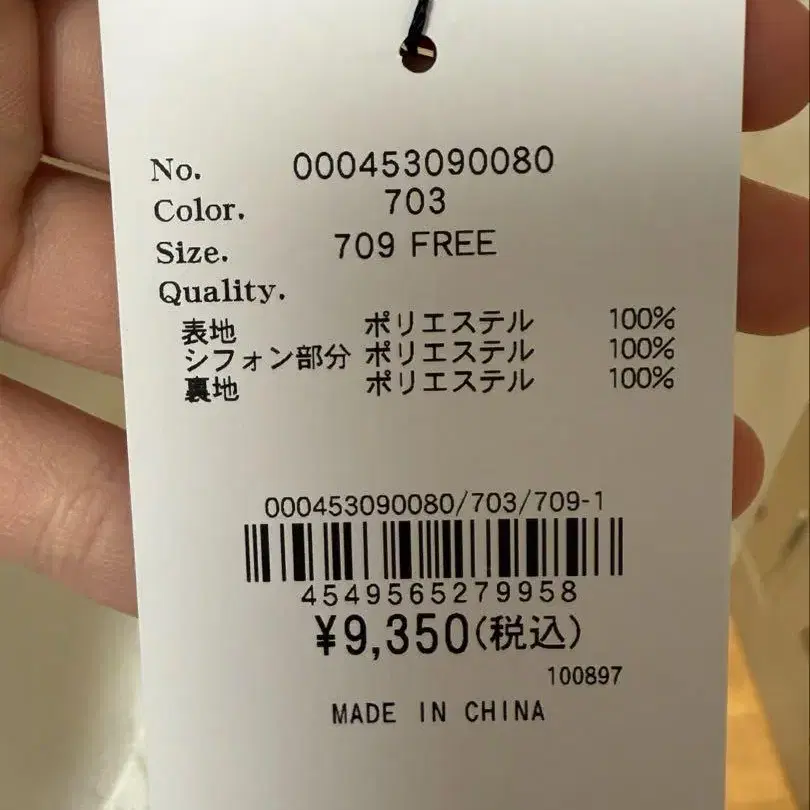 No. 000453090080
Color. 703
Size. 709 FREE
Quality.
表地 ポリエステル 100%
シフォン部分 ポリエステル 100%
裏地 ポリエステル 100%
000453090080/703/709-1
4549565279958
¥9,350(税込)
100897
MADE IN CHINA